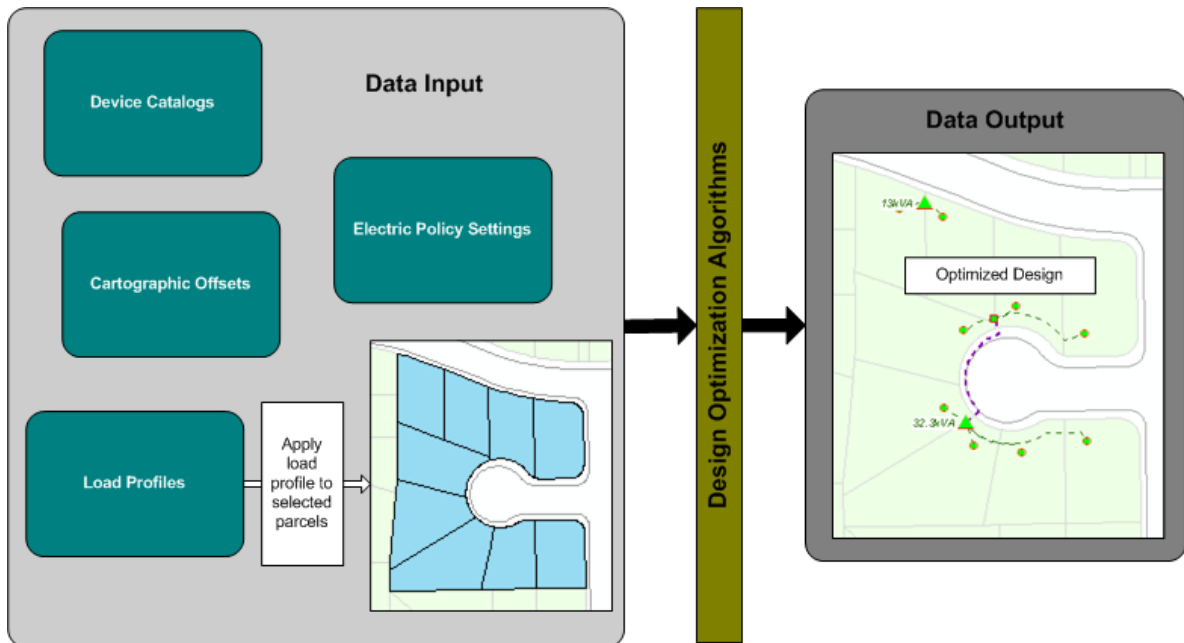 Data Input
Device Catalogs
Electric Policy Settings
Cartographic Offsets
Load Profiles
Apply
load
profile to
selected
parcels
Design Optimization Algorithms
Data Output
13kVA
Optimized Design
32.3kVA